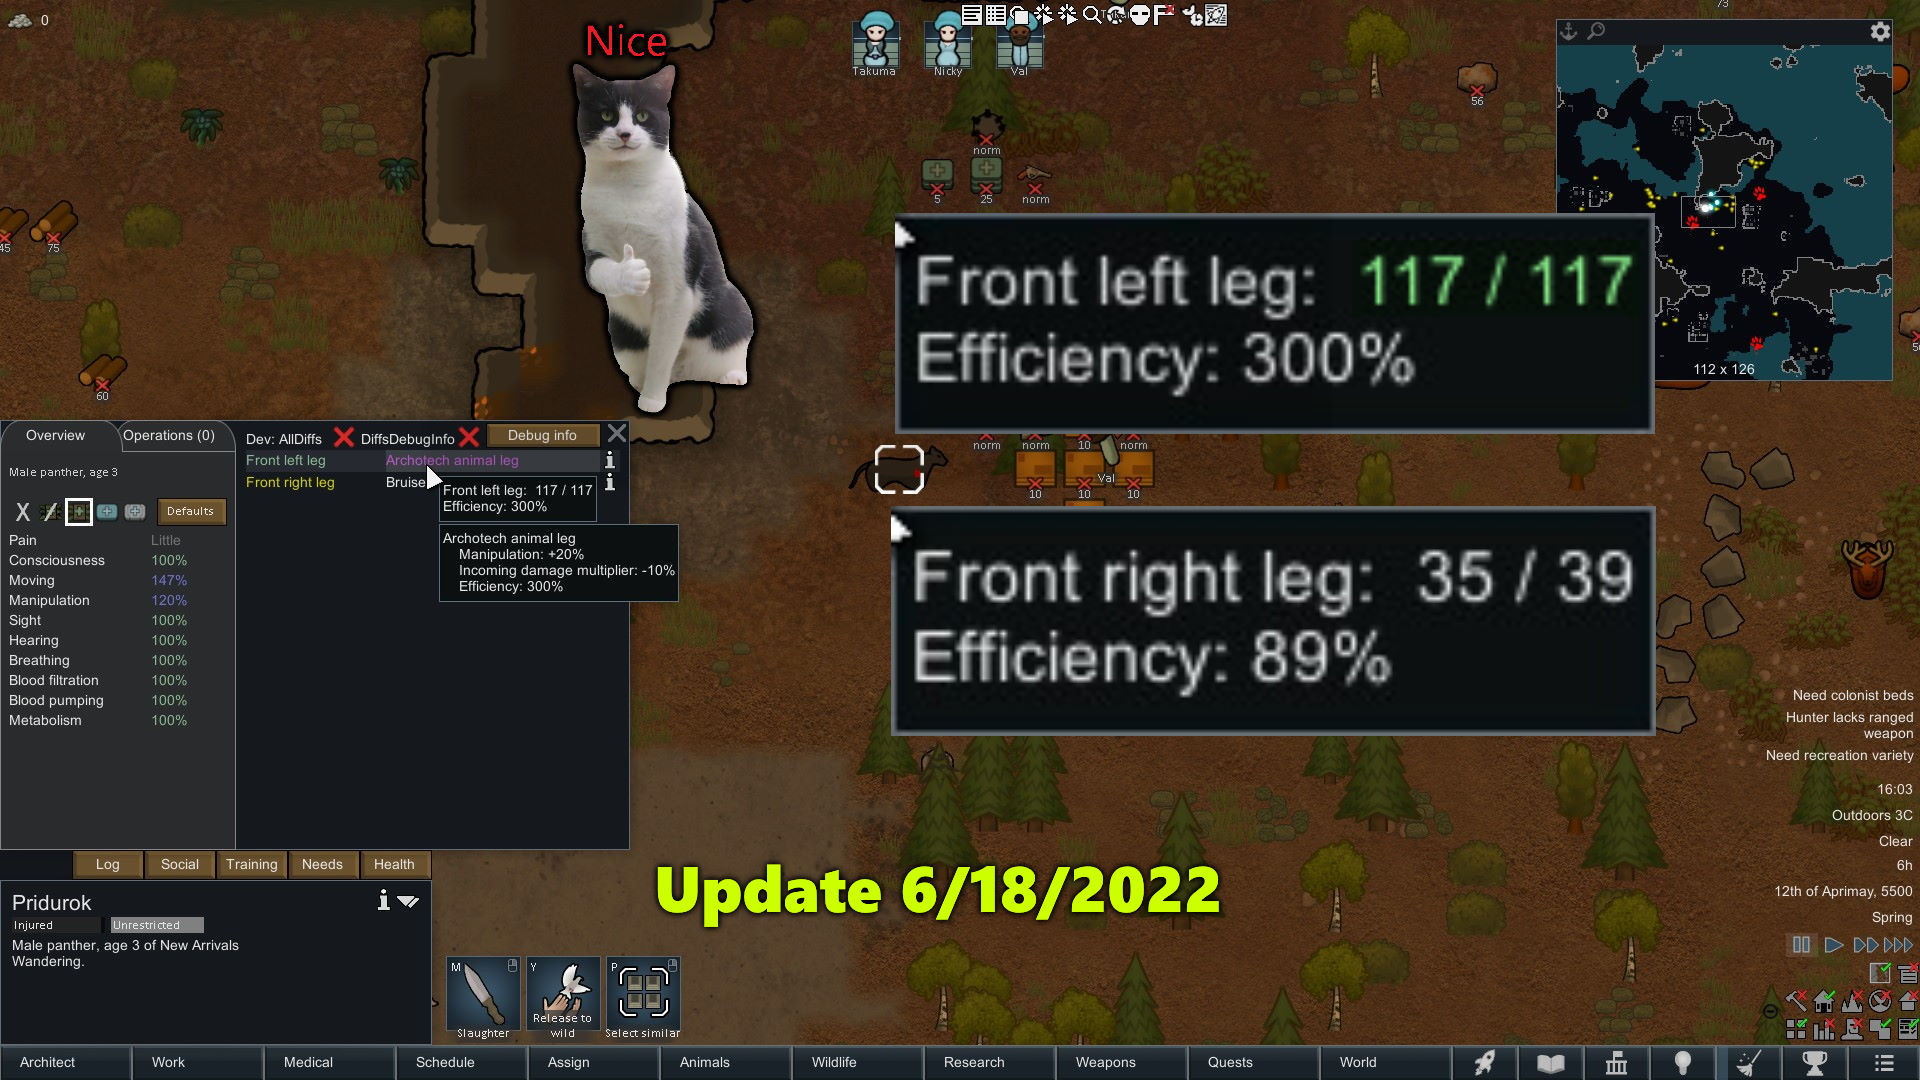 0
Nice
Takuma
Nicky
Val
73
56
norm
5
25
norm
45
75
60
112 x 126
Front left leg: 117 / 117
Efficiency: 300%
norm
norm
10
norm
Val
10
10
10
Front right leg: 35 / 39
Efficiency: 89%
Overview
Operations (0)
Dev: AllDiffs
DiffsDebugInfo
Debug info
Front left leg
Archotech animal leg
Front right leg
Bruise
Front left leg: 117 / 117
Efficiency: 300%
Archotech animal leg
Manipulation: +20%
Incoming damage multiplier: -10%
Efficiency: 300%
Male panther, age 3
Defaults
Pain Little
Consciousness 100%
Moving 147%
Manipulation 120%
Sight 100%
Hearing 100%
Breathing 100%
Blood filtration 100%
Blood pumping 100%
Metabolism 100%
Need colonist beds
Hunter lacks ranged
weapon
Need recreation variety
16:03
Outdoors 3C
Clear
6h
12th of Aprimay, 5500
Spring
Log
Social
Training
Needs
Health
Update 6/18/2022
Pridurok
Injured
Unrestricted
Male panther, age 3 of New Arrivals
Wandering.
M
Slaughter
Y
Release to
wild
P
Select similar
Architect
Work
Medical
Schedule
Assign
Animals
Wildlife
Research
Weapons
Quests
World